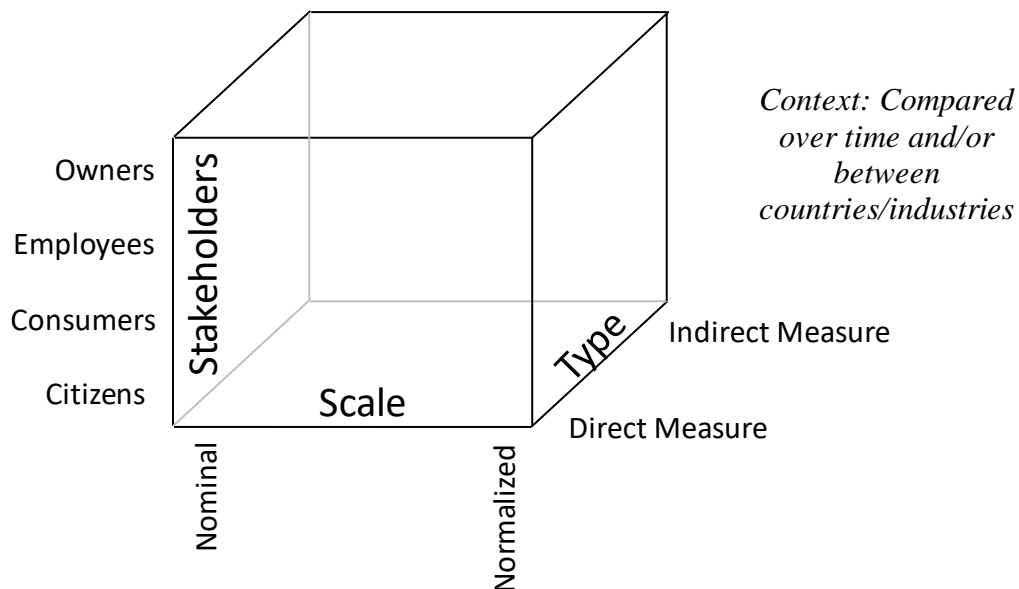 Context: Compared
over time and/or
between
countries/industries
Owners
Employees
Consumers
Citizens
Stakeholders
Scale
Type
Indirect Measure
Direct Measure
Nominal
Normalized